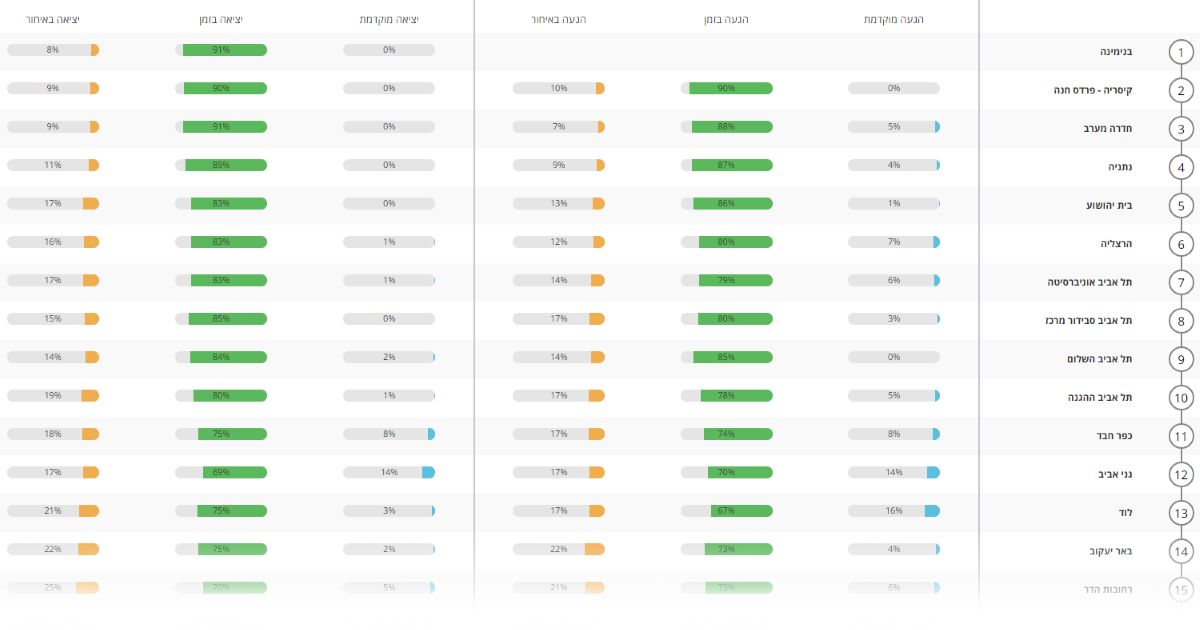 הגעה מוקדמת הגעה בזמן הגעה באיחור יציאה מוקדמת יציאה בזמן יציאה באיחור
1 בנימינה 0% 91% 8%
2 קיסריה - פרדס חנה 0% 90% 10% 0% 90% 9%
3 חדרה מערב 5% 88% 7% 0% 91% 9%
4 נתניה 4% 87% 9% 0% 89% 11%
5 בית יהושוע 1% 86% 13% 0% 83% 17%
6 הרצליה 7% 80% 12% 1% 83% 16%
7 תל אביב אוניברסיטה 6% 79% 14% 1% 83% 17%
8 תל אביב סבידור מרכז 3% 80% 17% 0% 85% 15%
9 תל אביב השלום 0% 85% 14% 2% 84% 14%
10 תל אביב ההגנה 5% 78% 17% 1% 80% 19%
11 כפר חבד 8% 74% 17% 8% 75% 18%
12 גני אביב 14% 70% 17% 14% 69% 17%
13 לוד 16% 67% 17% 3% 75% 21%
14 באר יעקוב 4% 73% 22% 2% 75% 22%
15 רחובות הדר 6% 73% 21% 5% 70% 25%